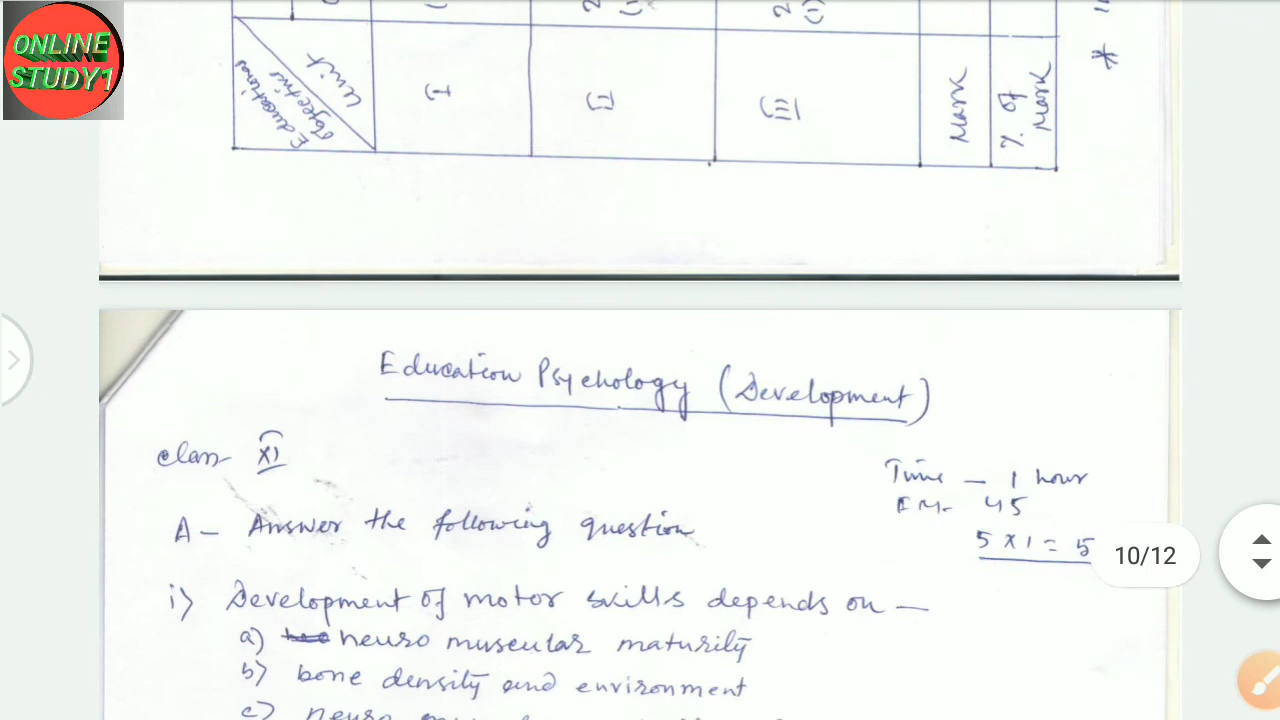 ONLINE
STUDY1
Unit
Educational
Objective
(I)
(II)
(III)
Mark
% of
Mark
*
Education Psychology (Development)
class XI
Time — 1 hour
F.M- 45
A — Answer the following question
5 x 1 = 5
10/12
i) Development of motor skills depends on —
a) neuro muscular maturity
b) bone density and environment
c) neuro